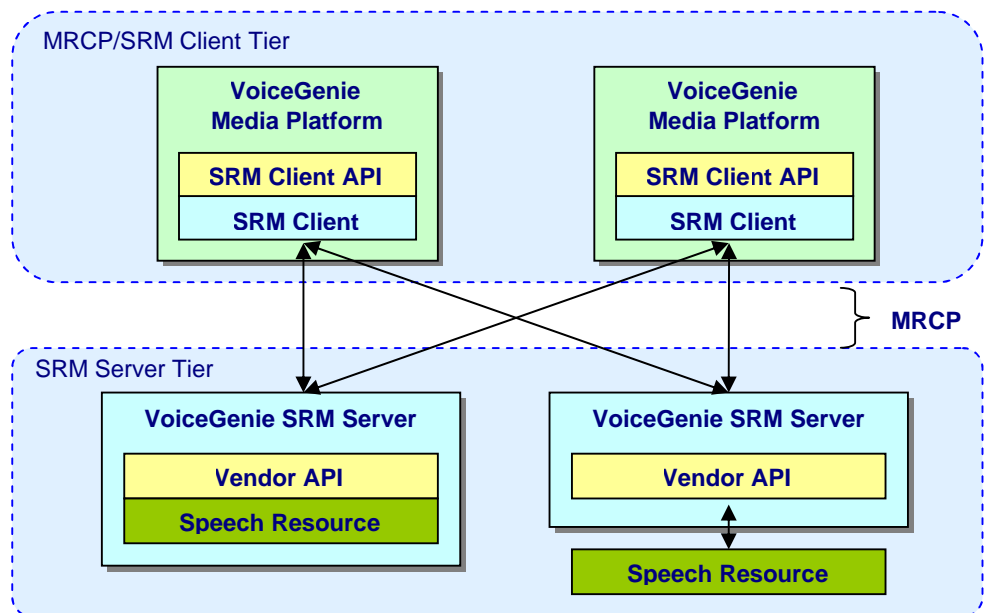 MRCP/SRM Client Tier
VoiceGenie
Media Platform
SRM Client API
SRM Client
VoiceGenie
Media Platform
SRM Client API
SRM Client
MRCP
SRM Server Tier
VoiceGenie SRM Server
Vendor API
Speech Resource
VoiceGenie SRM Server
Vendor API
Speech Resource